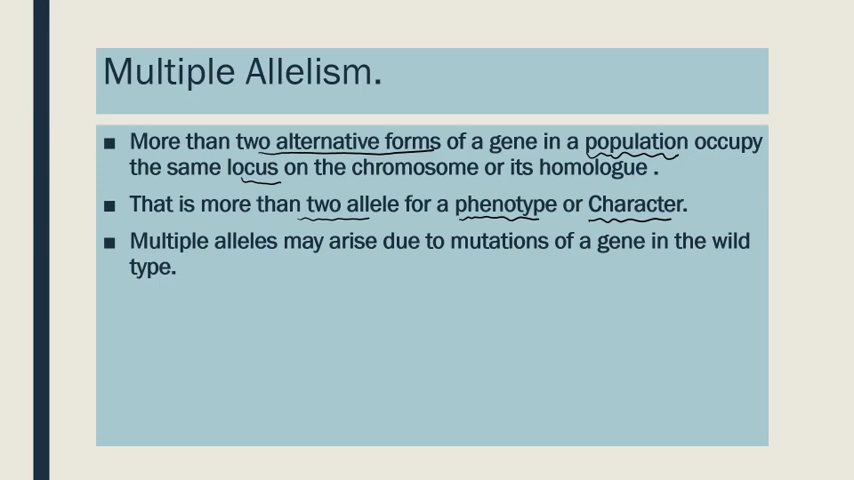 Multiple Allelism.
■ More than two alternative forms of a gene in a population occupy
the same locus on the chromosome or its homologue .
■ That is more than two allele for a phenotype or Character.
■ Multiple alleles may arise due to mutations of a gene in the wild
type.